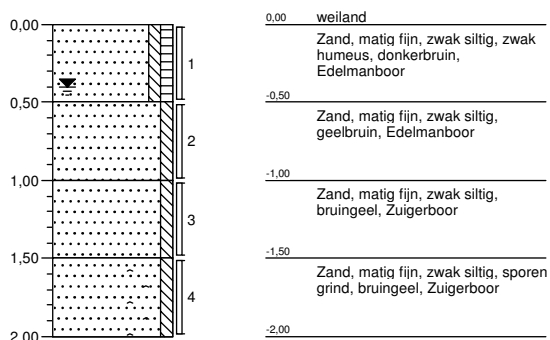 0,00
0,50
1,00
1,50
2,00
1
2
3
4
0,00 weiland
Zand, matig fijn, zwak siltig, zwak
humeus, donkerbruin,
Edelmanboor
-0,50
Zand, matig fijn, zwak siltig,
geelbruin, Edelmanboor
-1,00
Zand, matig fijn, zwak siltig,
bruingeel, Zuigerboor
-1,50
Zand, matig fijn, zwak siltig, sporen
grind, bruingeel, Zuigerboor
-2,00